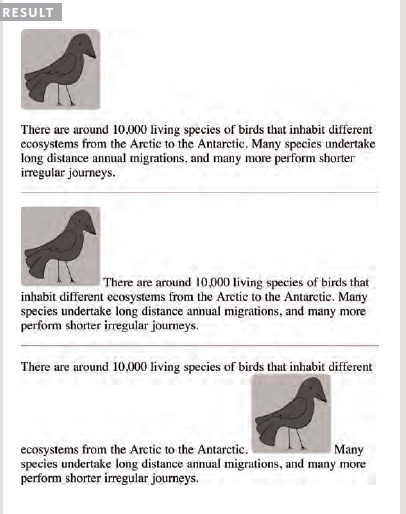 RESULT
There are around 10,000 living species of birds that inhabit different
ecosystems from the Arctic to the Antarctic. Many species undertake
long distance annual migrations, and many more perform shorter
irregular journeys.
There are around 10,000 living species of birds that
inhabit different ecosystems from the Arctic to the Antarctic. Many
species undertake long distance annual migrations, and many more
perform shorter irregular journeys.
There are around 10,000 living species of birds that inhabit different
ecosystems from the Arctic to the Antarctic. Many
species undertake long distance annual migrations, and many more
perform shorter irregular journeys.